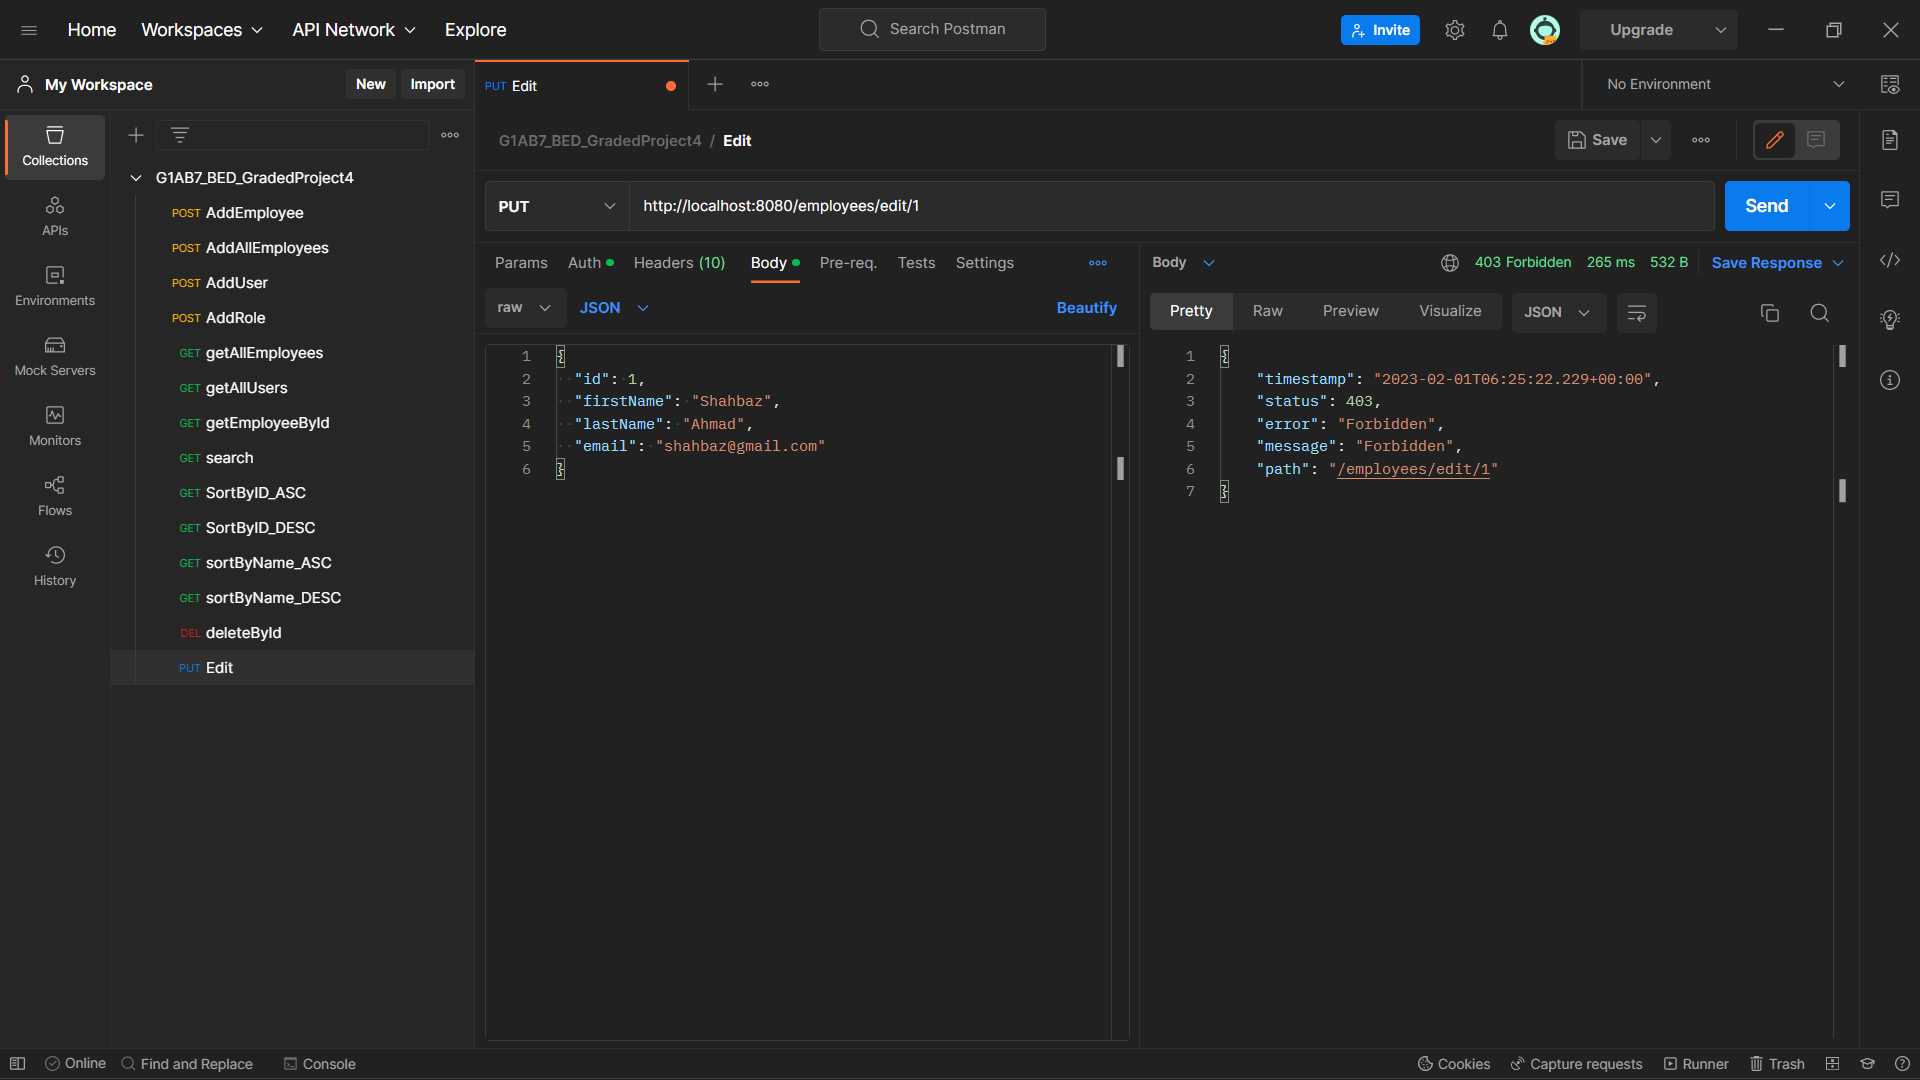 Home Workspaces API Network Explore Search Postman Invite Upgrade
My Workspace New Import PUT Edit No Environment
Collections
APIs
Environments
Mock Servers
Monitors
Flows
History
G1AB7_BED_GradedProject4
POST AddEmployee
POST AddAllEmployees
POST AddUser
POST AddRole
GET getAllEmployees
GET getAllUsers
GET getEmployeeById
GET search
GET SortByID_ASC
GET SortByID_DESC
GET sortByName_ASC
GET sortByName_DESC
DEL deleteById
PUT Edit
G1AB7_BED_GradedProject4 / Edit Save
PUT http://localhost:8080/employees/edit/1 Send
Params Auth Headers (10) Body Pre-req. Tests Settings
raw JSON Beautify
1 {
2 "id": 1,
3 "firstName": "Shahbaz",
4 "lastName": "Ahmad",
5 "email": "shahbaz@gmail.com"
6 }
Body 403 Forbidden 265 ms 532 B Save Response
Pretty Raw Preview Visualize JSON
1 {
2 "timestamp": "2023-02-01T06:25:22.229+00:00",
3 "status": 403,
4 "error": "Forbidden",
5 "message": "Forbidden",
6 "path": "/employees/edit/1"
7 }
Online Find and Replace Console Cookies Capture requests Runner Trash